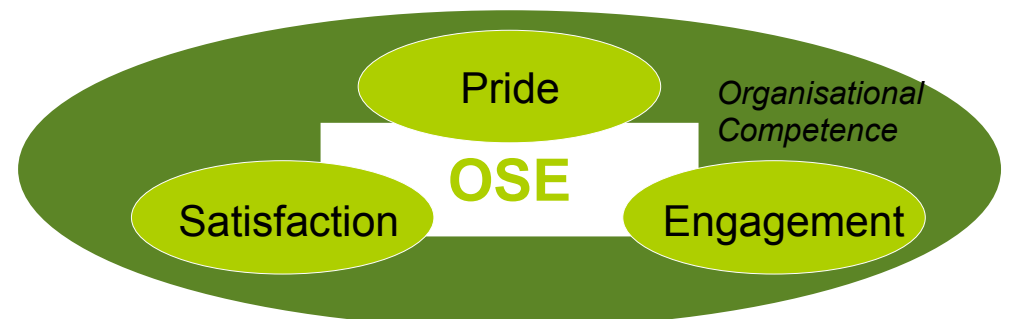 Pride
Organisational
Competence
OSE
Satisfaction
Engagement